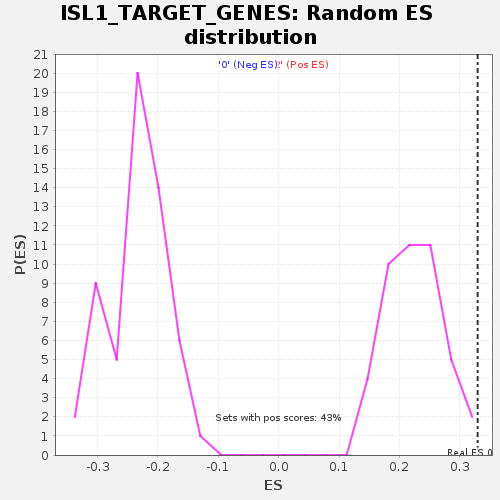 ISL1_TARGET_GENES: Random ES
distribution
'0' (Neg ES):' (Pos ES)
21
20
19
18
17
16
15
14
13
12
11
10
9
8
7
6
5
4
3
2
1
0
P(ES)
Sets with pos scores: 43%
Real ES 0
-0.3 -0.2 -0.1 0.0 0.1 0.2 0.3
ES